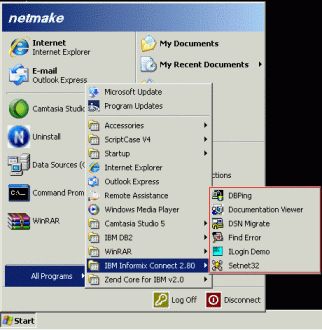 netmake
Internet
Internet Explorer
E-mail
Outlook Express
Camtasia Studio
Uninstall
Data Sources (O
Command Prom
WinRAR
All Programs
My Documents
My Recent Documents
Microsoft Update
Program Updates
Accessories
ScriptCase V4
Startup
Internet Explorer
Outlook Express
Remote Assistance
Windows Media Player
Camtasia Studio 5
IBM DB2
WinRAR
IBM Informix Connect 2.80
Zend Core for IBM v2.0
ctions
DBPing
Documentation Viewer
DSN Migrate
Find Error
ILogin Demo
Setnet32
Log Off
Disconnect
Start